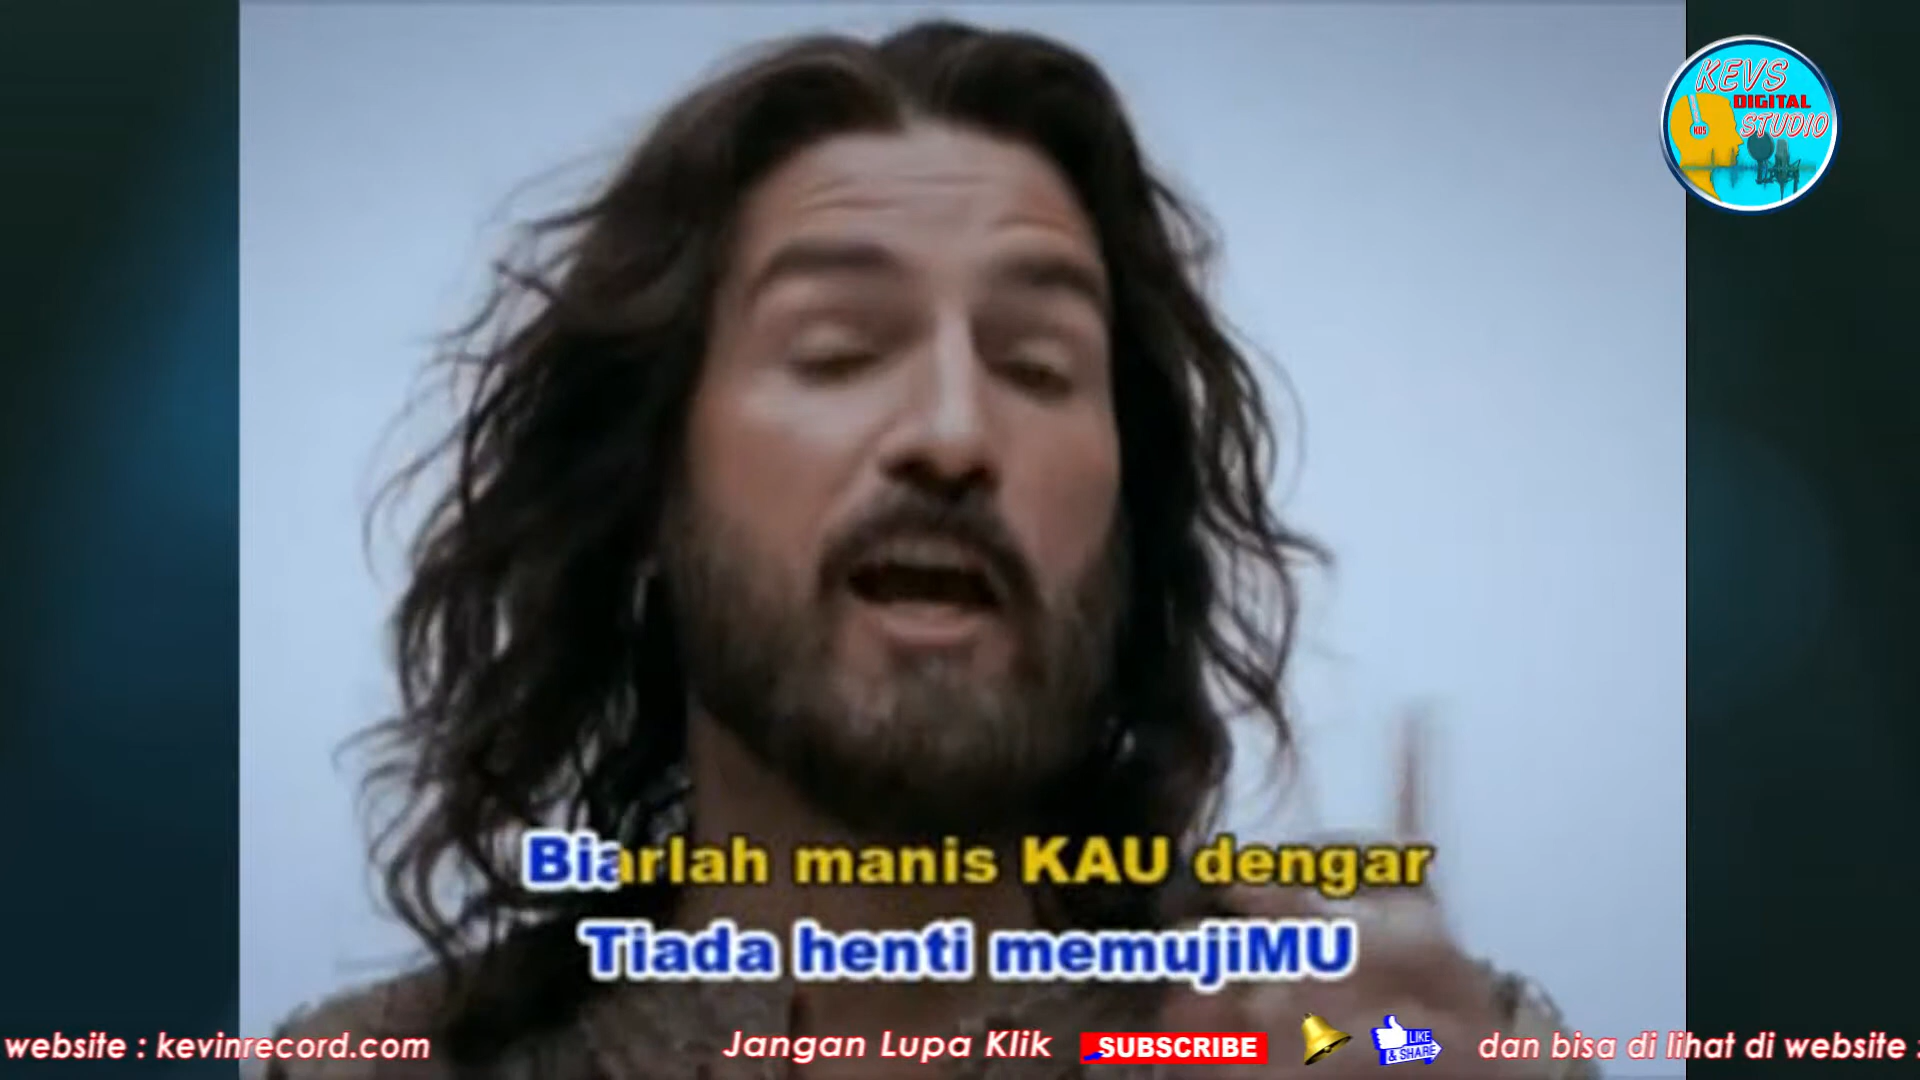 KEVS
DIGITAL
STUDIO
KDS
Biarlah manis KAU dengar
Tiada henti memujiMU
website : kevinrecord.com
Jangan Lupa Klik
SUBSCRIBE
LIKE
& SHARE
dan bisa di lihat di website :